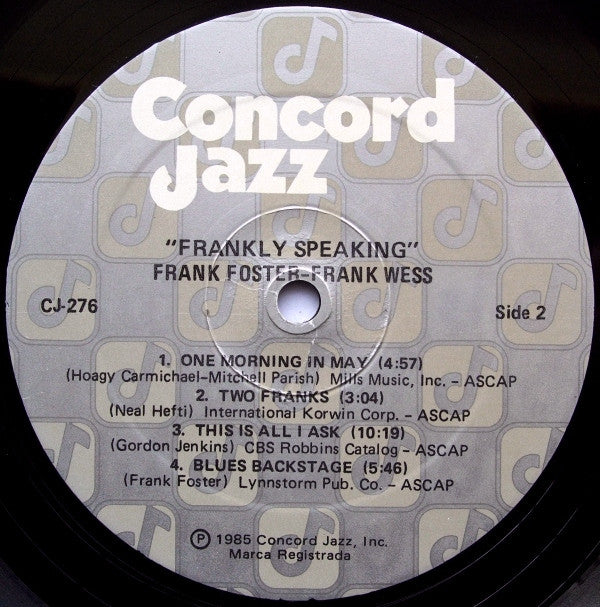 Concord
Jazz
"FRANKLY SPEAKING"
FRANK FOSTER-FRANK WESS
CJ-276
Side 2
1. ONE MORNING IN MAY (4:57)
(Hoagy Carmichael-Mitchell Parish) Mills Music, Inc. - ASCAP
2. TWO FRANKS (3:04)
(Neal Hefti) International Korwin Corp. - ASCAP
3. THIS IS ALL I ASK (10:19)
(Gordon Jenkins) CBS Robbins Catalog - ASCAP
4. BLUES BACKSTAGE (5:46)
(Frank Foster) Lynnstorm Pub. Co. - ASCAP
Ⓟ 1985 Concord Jazz, Inc.
Marca Registrada